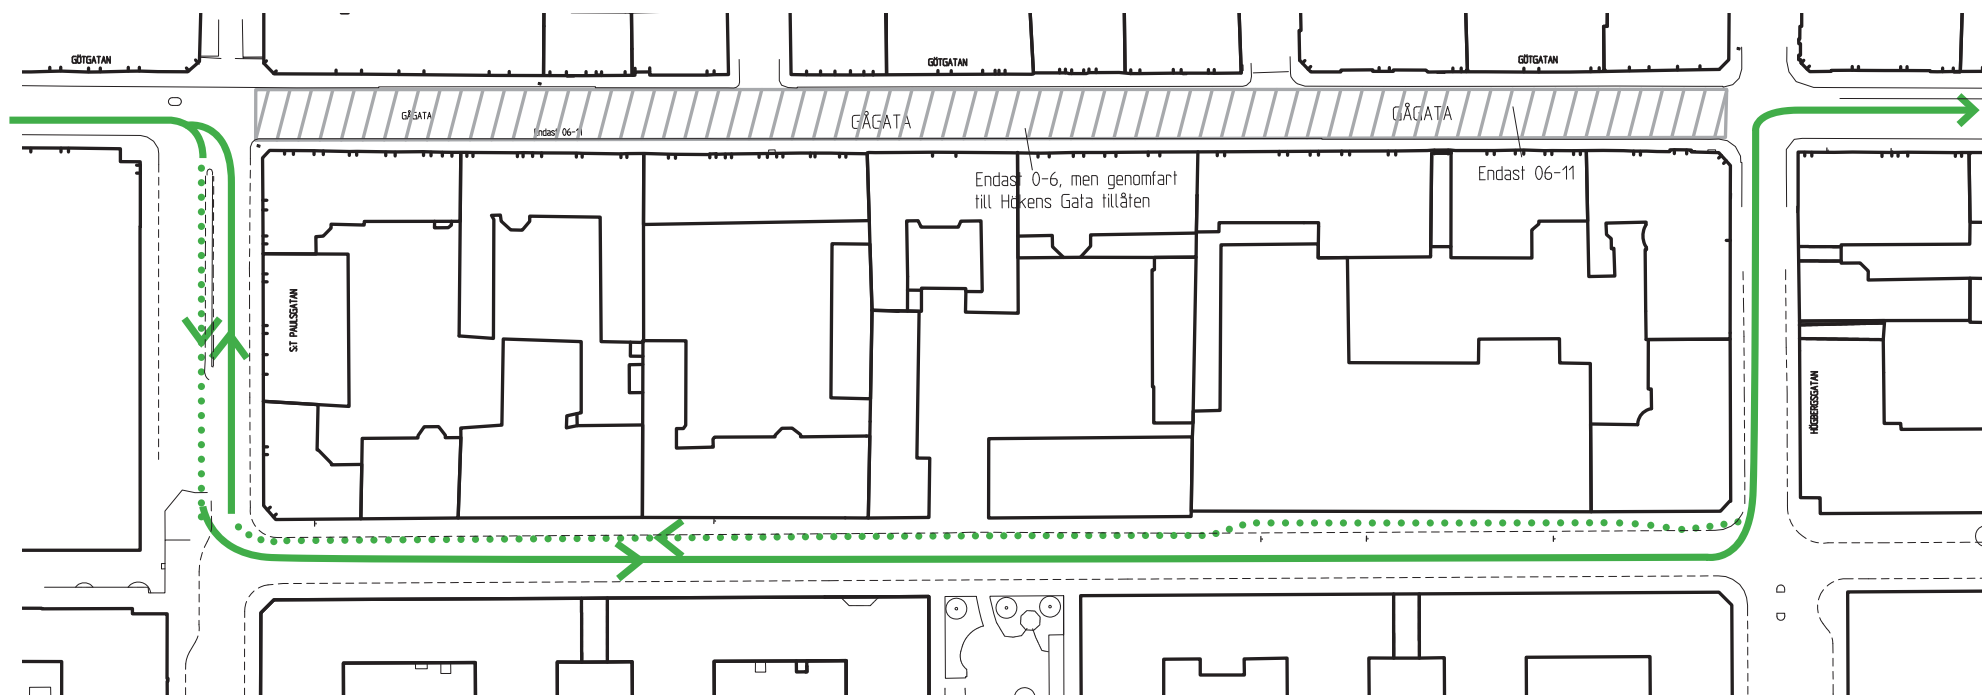 GÖTGATAN
GÖTGATAN
GÖTGATAN
GÅGATA
Endast 06-11
GÅGATA
GÅGATA
Endast 0-6, men genomfart
till Hökens Gata tillåten
Endast 06-11
S:T PAULSGATAN
HÖGBERGSGATAN